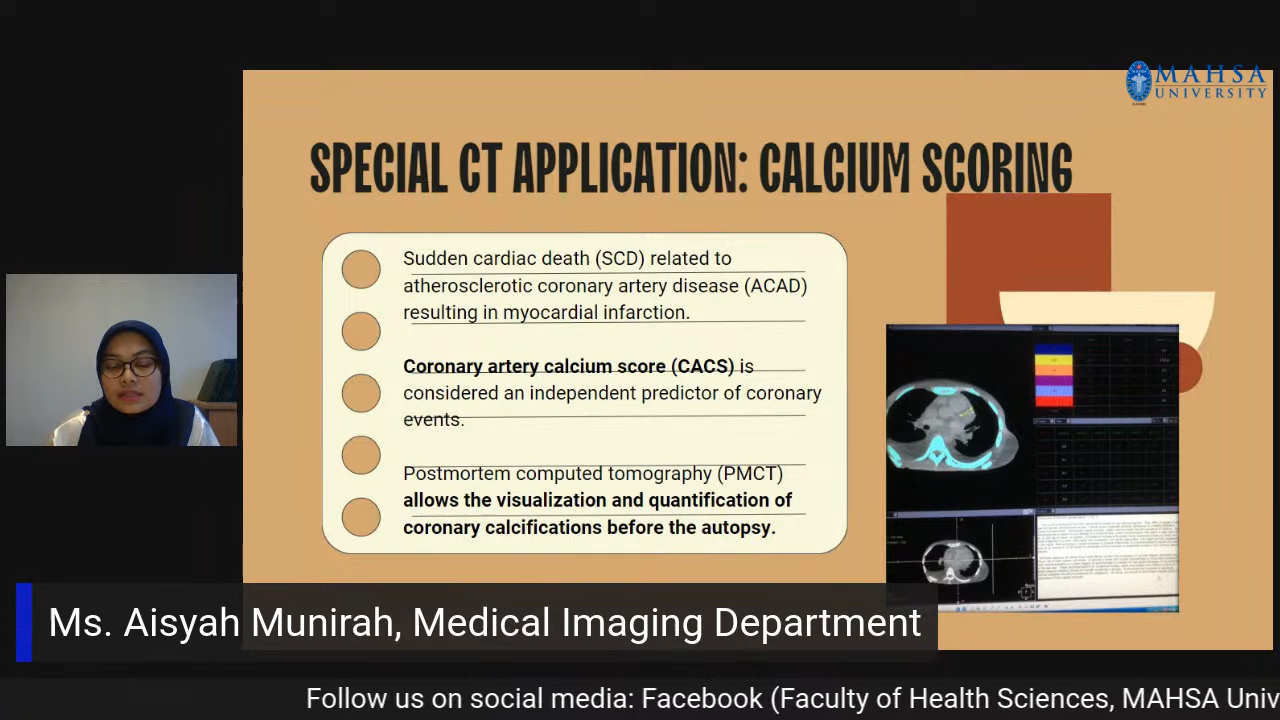 MAHSA
UNIVERSITY
SPECIAL CT APPLICATION: CALCIUM SCORING
Sudden cardiac death (SCD) related to
atherosclerotic coronary artery disease (ACAD)
resulting in myocardial infarction.
Coronary artery calcium score (CACS) is
considered an independent predictor of coronary
events.
Postmortem computed tomography (PMCT)
allows the visualization and quantification of
coronary calcifications before the autopsy.
Ms. Aisyah Munirah, Medical Imaging Department
Follow us on social media: Facebook (Faculty of Health Sciences, MAHSA Univ